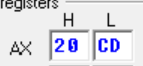 registers
H L
AX 20 CD